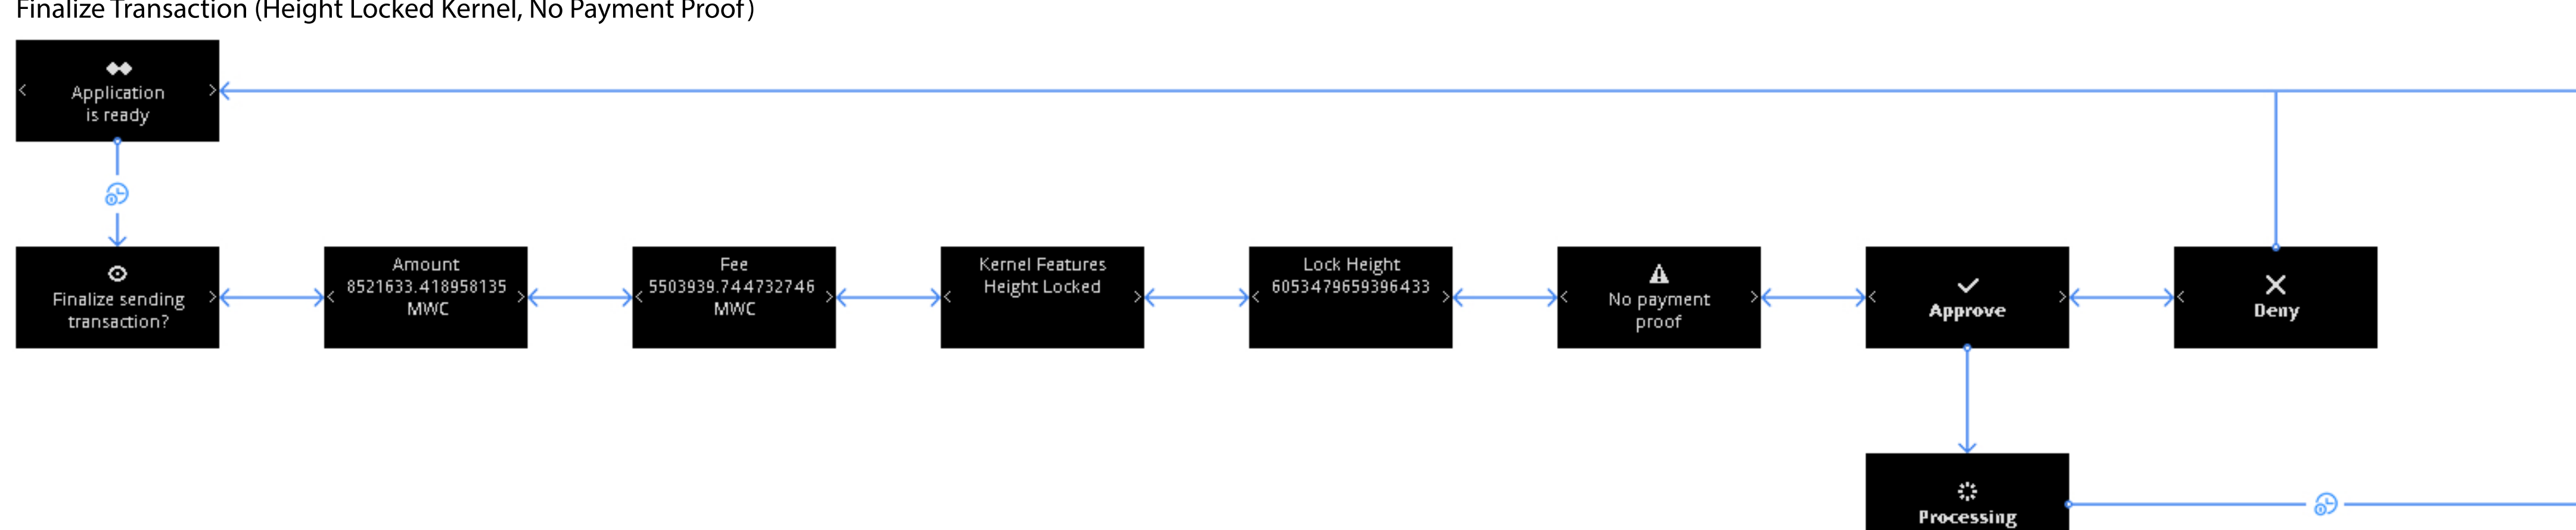 Finalize Transaction (Height Locked Kernel, No Payment Proof)
Application
is ready
Finalize sending
transaction?
Amount
8521633.418958135
MWC
Fee
5503939.744732746
MWC
Kernel Features
Height Locked
Lock Height
6053479659396433
No payment
proof
Approve
Deny
Processing